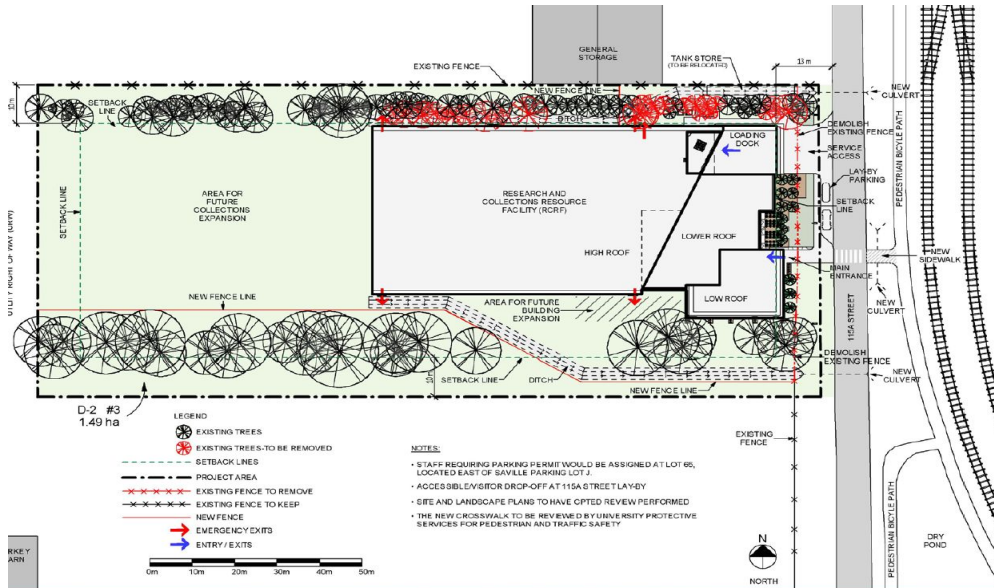 GENERAL
STORAGE
EXISTING FENCE
TANK STORE
(TO BE RELOCATED)
13 m
NEW FENCE LINE
NEW
CULVERT
SETBACK
LINE
DITCH
DEMOLISH
EXISTING FENCE
LOADING
DOCK
SERVICE
ACCESS
LAY-BY
PARKING
SETBACK
LINE
PEDESTRIAN BICYCLE PATH
SETBACK LINE
AREA FOR
FUTURE
COLLECTIONS
EXPANSION
RESEARCH AND
COLLECTIONS RESOURCE
FACILITY (RCRF)
LOWER ROOF
HIGH ROOF
NEW
SIDEWALK
MAIN
ENTRANCE
NEW FENCE LINE
AREA FOR FUTURE
BUILDING
EXPANSION
LOW ROOF
NEW
CULVERT
115A STREET
DEMOLISH
EXISTING FENCE
SETBACK LINE
DITCH
NEW FENCE LINE
NEW
CULVERT
D-2 #3
1.49 ha
LEGEND
EXISTING TREES
EXISTING TREES-TO BE REMOVED
SETBACK LINES
PROJECT AREA
EXISTING FENCE TO REMOVE
EXISTING FENCE TO KEEP
NEW FENCE
EMERGENCY EXITS
ENTRY / EXITS
0m 10m 20m 30m 40m 50m
NOTES:
• STAFF REQUIRING PARKING PERMIT WOULD BE ASSIGNED AT LOT 65,
LOCATED EAST OF SAVILLE PARKING LOT J.
• ACCESSIBLE/VISITOR DROP-OFF AT 115A STREET LAY-BY
• SITE AND LANDSCAPE PLANS TO HAVE CPTED REVIEW PERFORMED
• THE NEW CROSSWALK TO BE REVIEWED BY UNIVERSITY PROTECTIVE
SERVICES FOR PEDESTRIAN AND TRAFFIC SAFETY
EXISTING
FENCE
N
NORTH
PEDESTRIAN BICYCLE PATH
DRY
POND